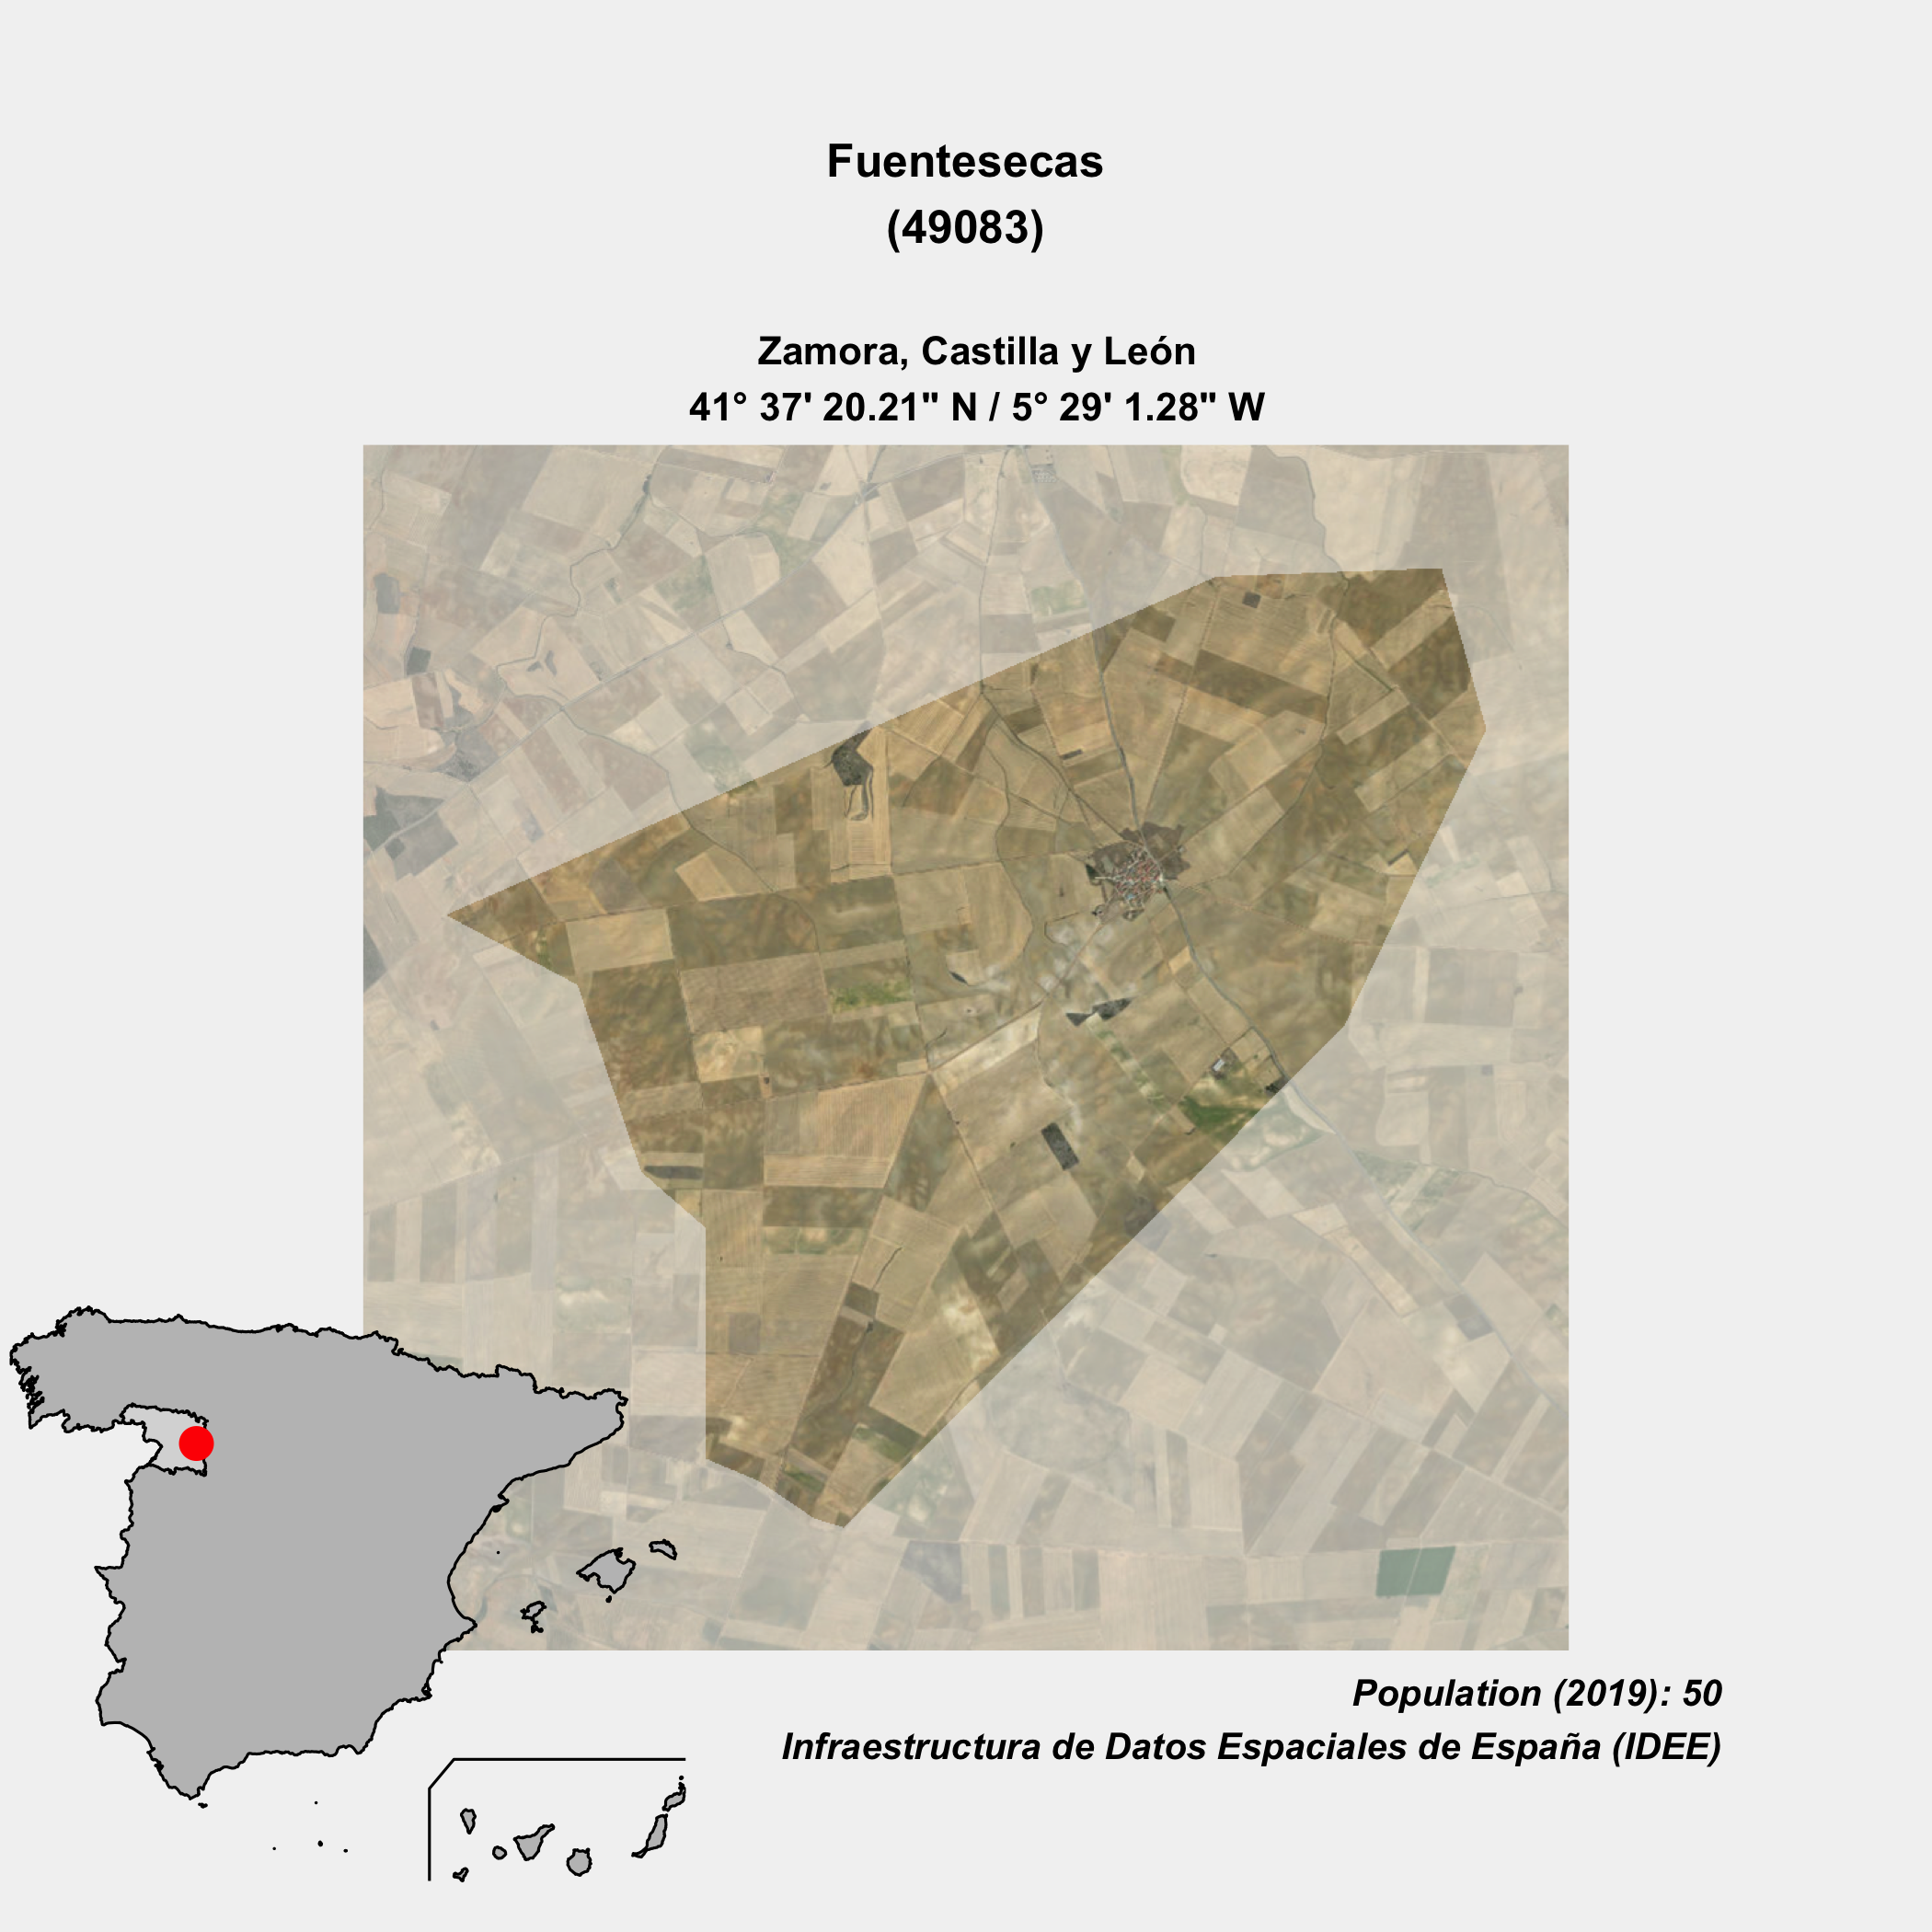 Fuentesecas
(49083)
Zamora, Castilla y León
41° 37' 20.21" N / 5° 29' 1.28" W
Population (2019): 50
Infraestructura de Datos Espaciales de España (IDEE)